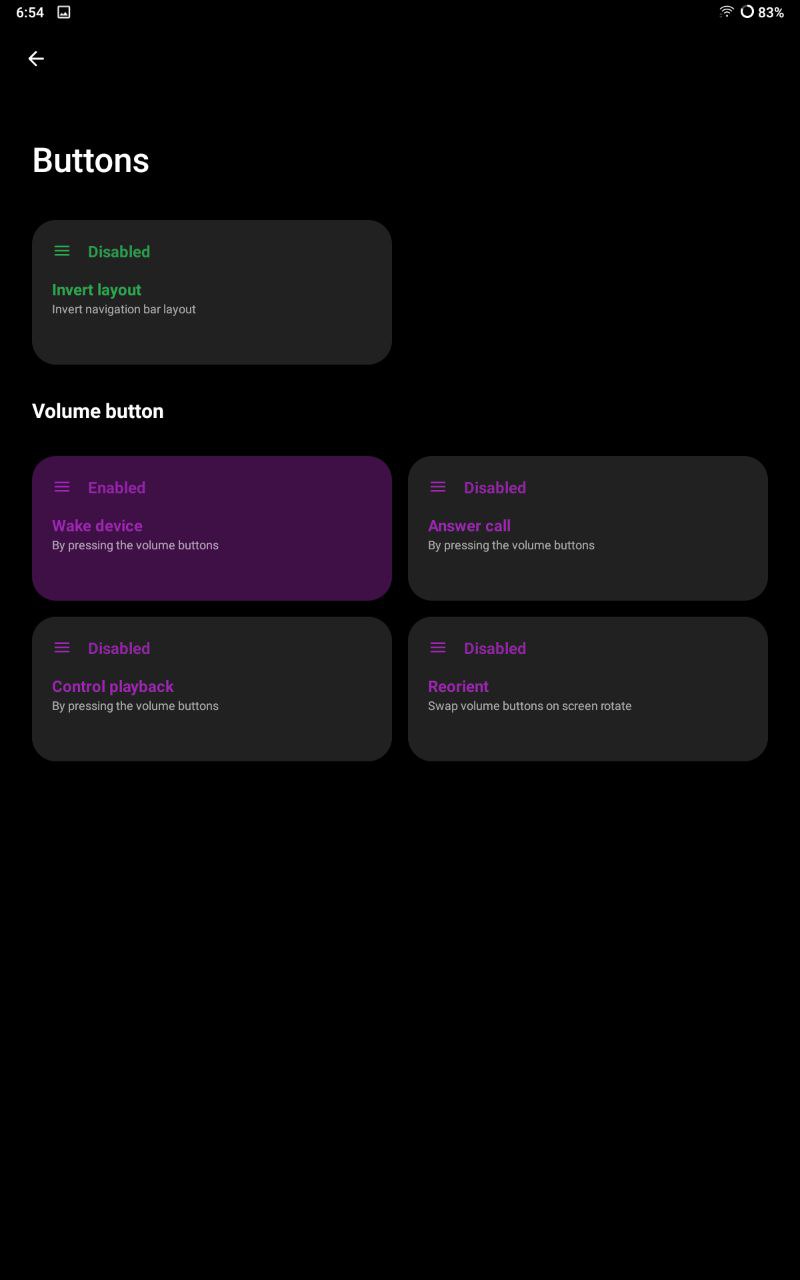 6:54
83%
Buttons
Disabled
Invert layout
Invert navigation bar layout
Volume button
Enabled
Wake device
By pressing the volume buttons
Disabled
Answer call
By pressing the volume buttons
Disabled
Control playback
By pressing the volume buttons
Disabled
Reorient
Swap volume buttons on screen rotate